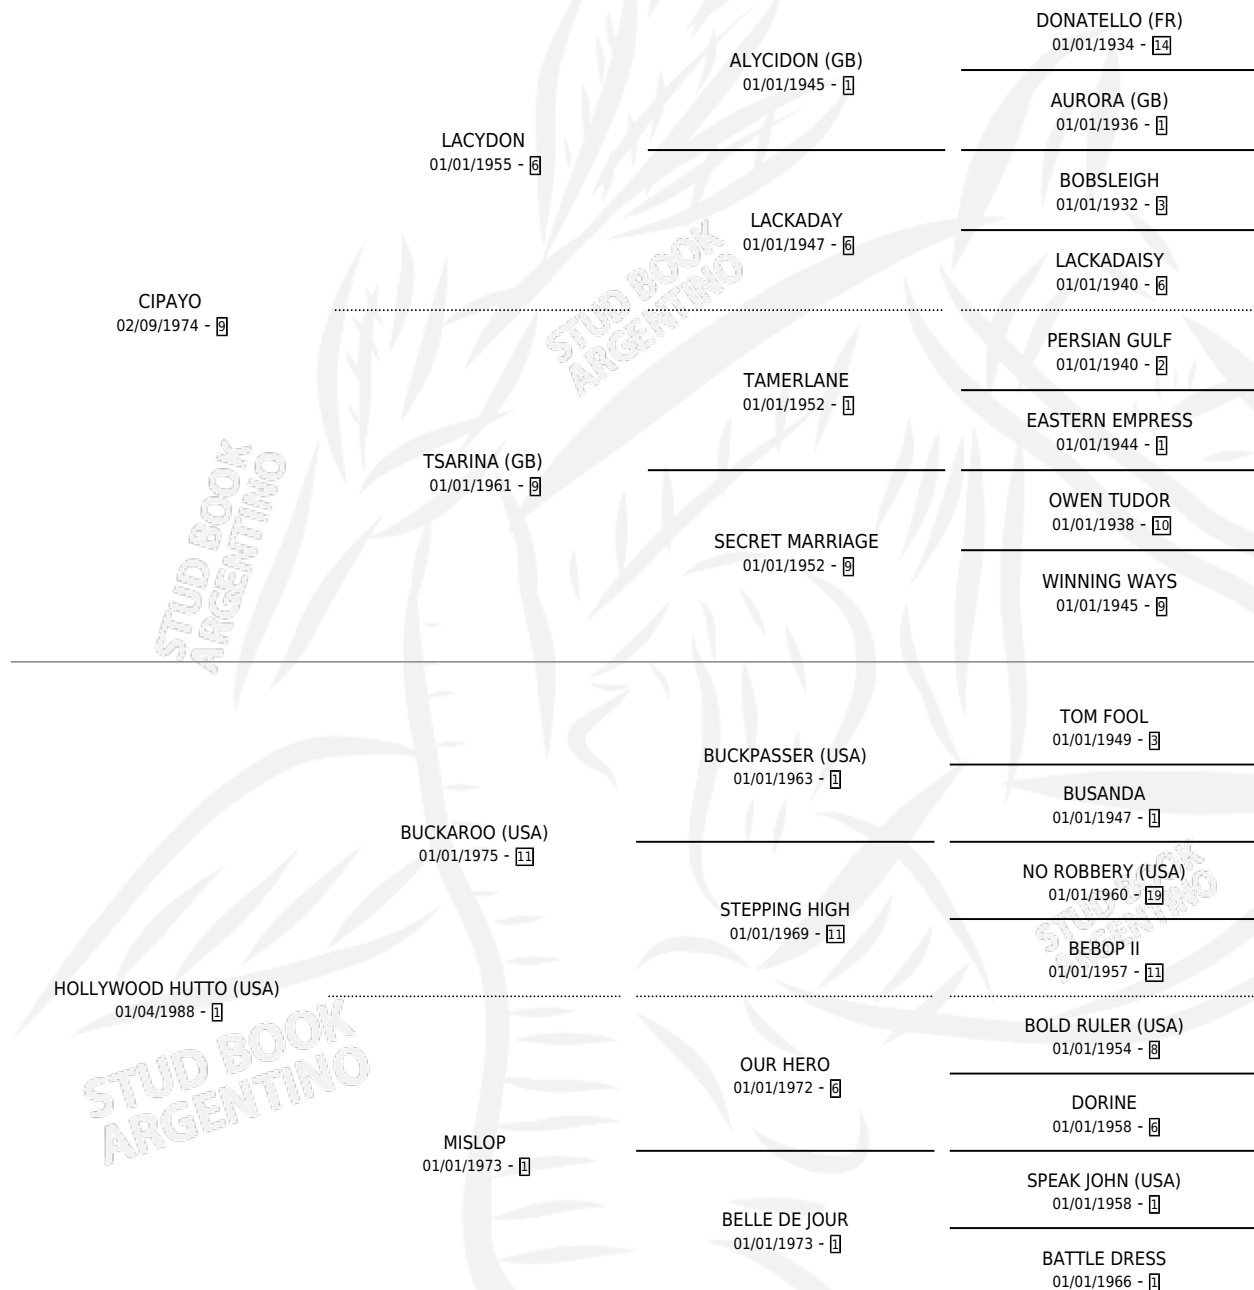 DONATELLO (FR)
01/01/1934 - 14
ALYCIDON (GB)
01/01/1945 - 1
AURORA (GB)
01/01/1936 - 1
LACYDON
01/01/1955 - 6
BOBSLEIGH
01/01/1932 - 3
LACKADAY
01/01/1947 - 6
LACKADAISY
01/01/1940 - 6
CIPAYO
02/09/1974 - 9
PERSIAN GULF
01/01/1940 - 2
TAMERLANE
01/01/1952 - 1
EASTERN EMPRESS
01/01/1944 - 1
TSARINA (GB)
01/01/1961 - 9
OWEN TUDOR
01/01/1938 - 10
SECRET MARRIAGE
01/01/1952 - 9
WINNING WAYS
01/01/1945 - 9
TOM FOOL
01/01/1949 - 3
BUCKPASSER (USA)
01/01/1963 - 1
BUSANDA
01/01/1947 - 1
BUCKAROO (USA)
01/01/1975 - 11
NO ROBBERY (USA)
01/01/1960 - 19
STEPPING HIGH
01/01/1969 - 11
BEBOP II
01/01/1957 - 11
HOLLYWOOD HUTTO (USA)
01/04/1988 - 1
BOLD RULER (USA)
01/01/1954 - 8
OUR HERO
01/01/1972 - 6
DORINE
01/01/1958 - 6
MISLOP
01/01/1973 - 1
SPEAK JOHN (USA)
01/01/1958 - 1
BELLE DE JOUR
01/01/1973 - 1
BATTLE DRESS
01/01/1966 - 1
STUD BOOK
ARGENTINO
STUD BOOK
ARGENTINO
STUD BOOK
ARGENTINO
STUD BOOK
ARGENTINO